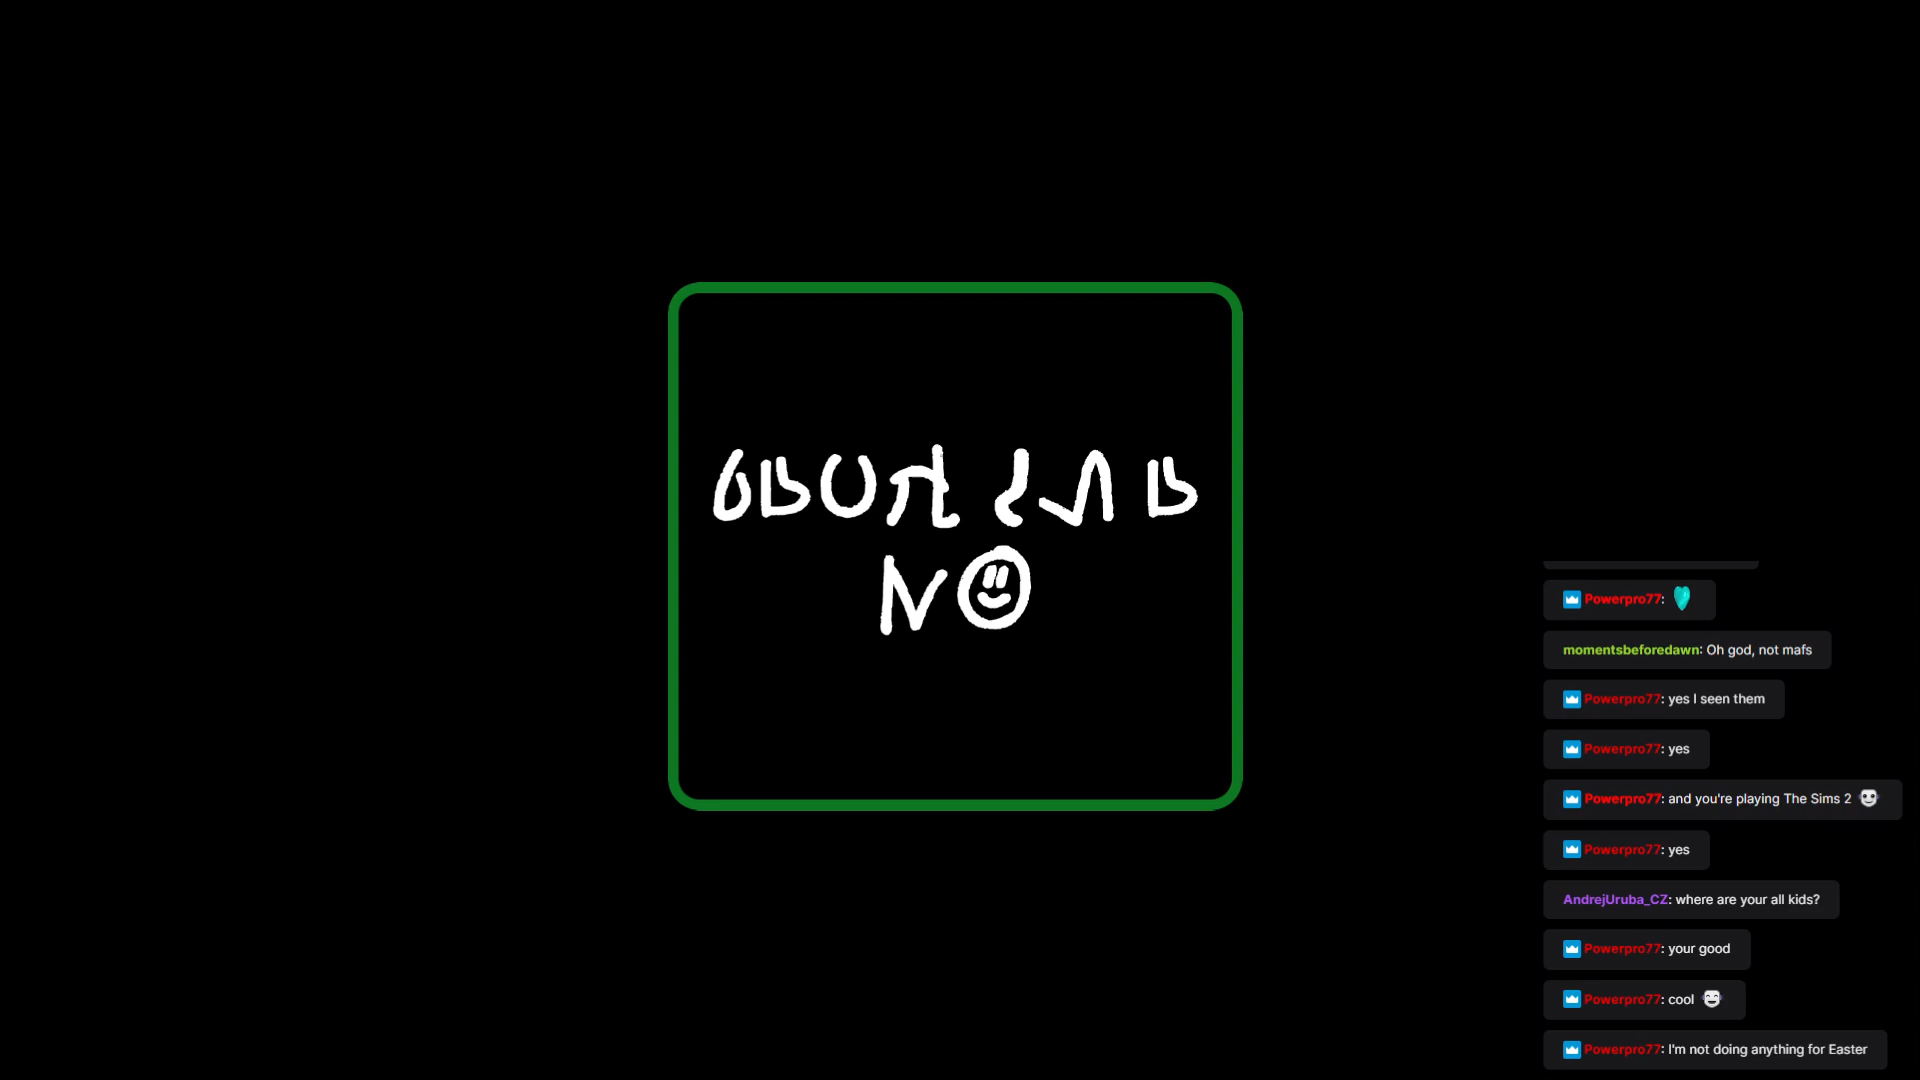 Powerpro77:
momentsbeforedawn: Oh god, not mafs
Powerpro77: yes I seen them
Powerpro77: yes
Powerpro77: and you're playing The Sims 2
Powerpro77: yes
AndrejUruba_CZ: where are your all kids?
Powerpro77: your good
Powerpro77: cool
Powerpro77: I'm not doing anything for Easter